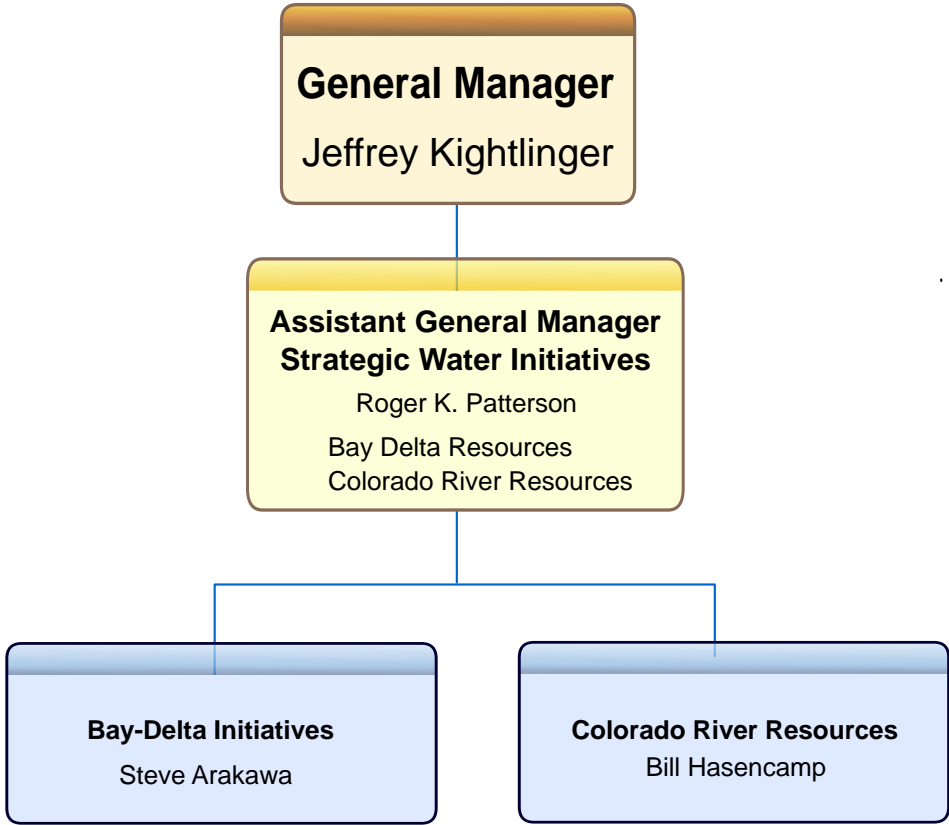 General Manager
Jeffrey Kightlinger
.
Assistant General Manager
Strategic Water Initiatives
Roger K. Patterson
Bay Delta Resources
Colorado River Resources
Bay-Delta Initiatives
Steve Arakawa
Colorado River Resources
Bill Hasencamp